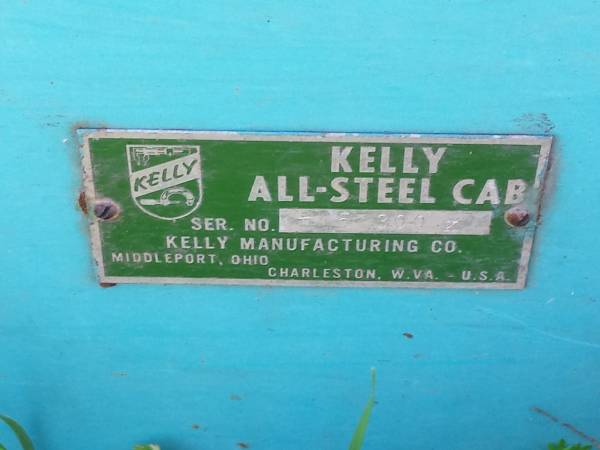 KELLY
KELLY
ALL-STEEL CAB
SER. NO.
KELLY MANUFACTURING CO.
MIDDLEPORT, OHIO
CHARLESTON, W.VA. - U.S.A.